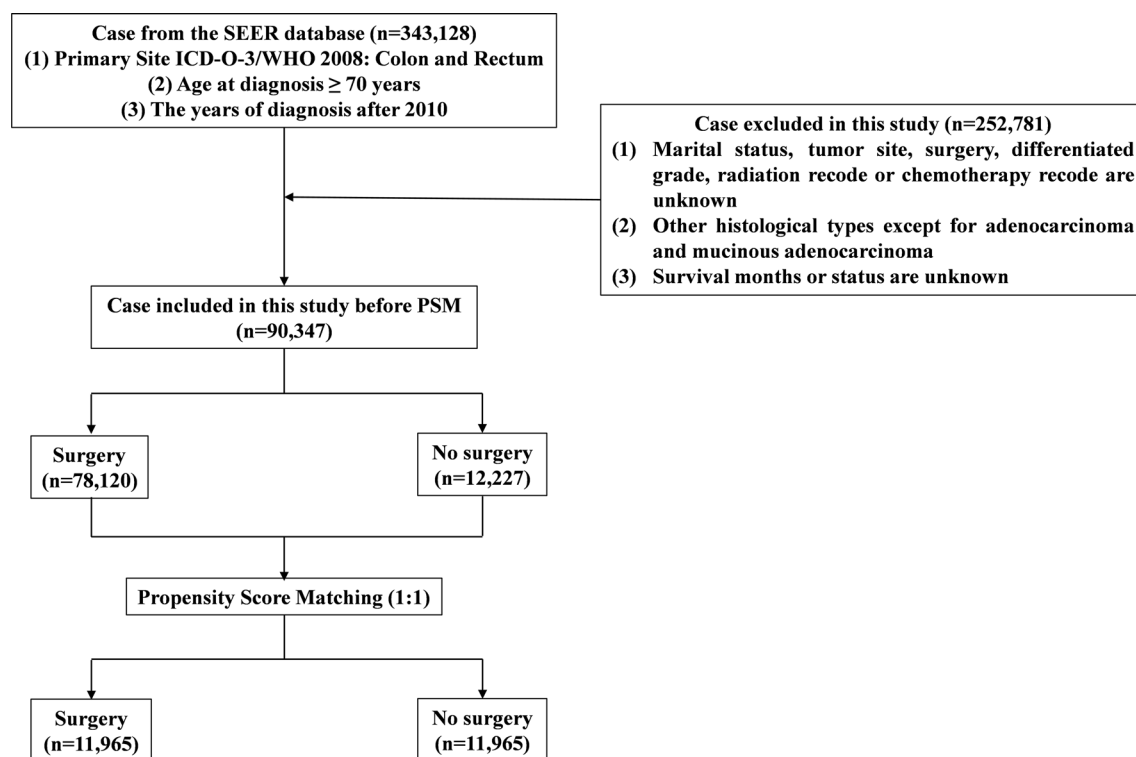 Case from the SEER database (n=343,128)
(1) Primary Site ICD-O-3/WHO 2008: Colon and Rectum
(2) Age at diagnosis ≥ 70 years
(3) The years of diagnosis after 2010
Case excluded in this study (n=252,781)
(1) Marital status, tumor site, surgery, differentiated
grade, radiation recode or chemotherapy recode are
unknown
(2) Other histological types except for adenocarcinoma
and mucinous adenocarcinoma
(3) Survival months or status are unknown
Case included in this study before PSM
(n=90,347)
Surgery
(n=78,120)
No surgery
(n=12,227)
Propensity Score Matching (1:1)
Surgery
(n=11,965)
No surgery
(n=11,965)